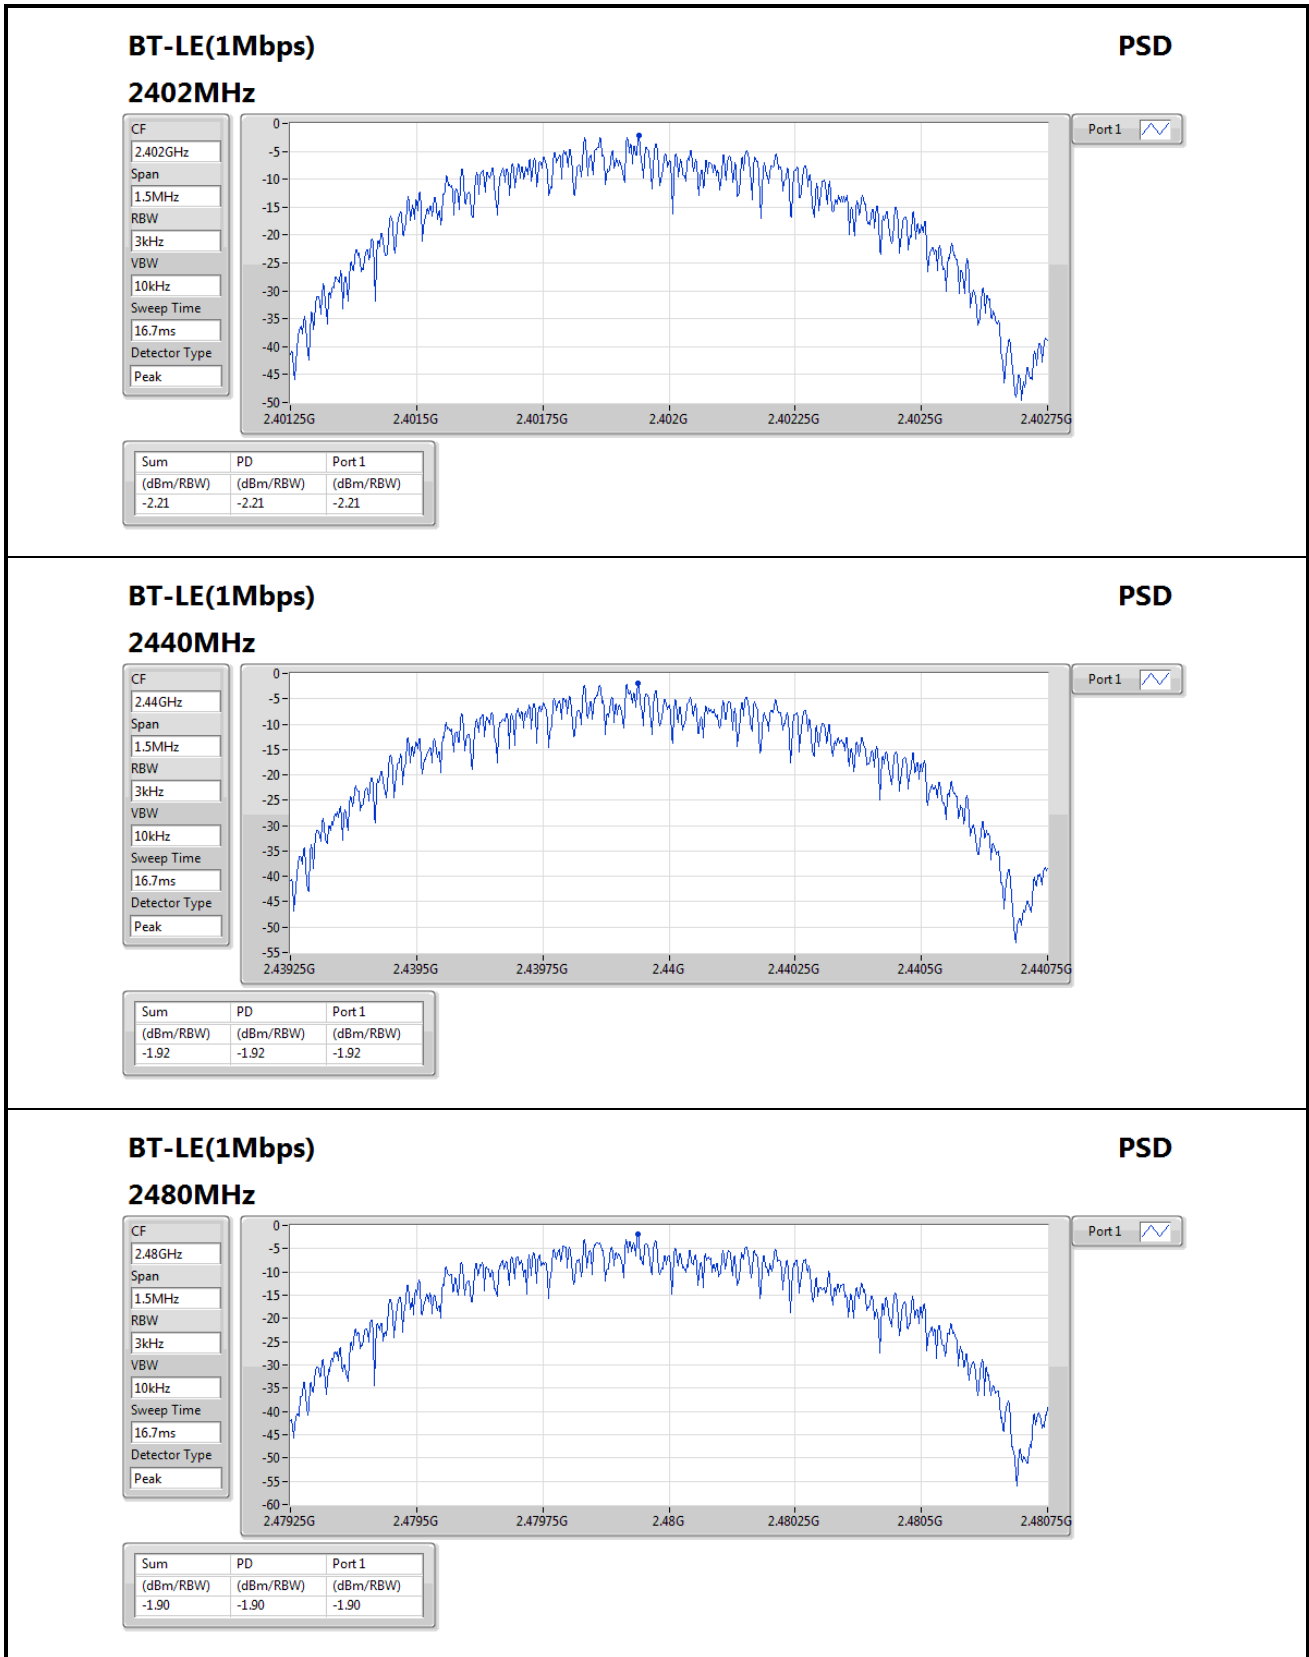 BT-LE(1Mbps) PSD
2402MHz
CF
2.402GHz
Span
1.5MHz
RBW
3kHz
VBW
10kHz
Sweep Time
16.7ms
Detector Type
Peak
0
-5
-10
-15
-20
-25
-30
-35
-40
-45
-50
2.40125G 2.4015G 2.40175G 2.402G 2.40225G 2.4025G 2.40275G
Port 1
Sum PD Port 1
(dBm/RBW) (dBm/RBW) (dBm/RBW)
-2.21 -2.21 -2.21
BT-LE(1Mbps) PSD
2440MHz
CF
2.44GHz
Span
1.5MHz
RBW
3kHz
VBW
10kHz
Sweep Time
16.7ms
Detector Type
Peak
0
-5
-10
-15
-20
-25
-30
-35
-40
-45
-50
-55
2.43925G 2.4395G 2.43975G 2.44G 2.44025G 2.4405G 2.44075G
Port 1
Sum PD Port 1
(dBm/RBW) (dBm/RBW) (dBm/RBW)
-1.92 -1.92 -1.92
BT-LE(1Mbps) PSD
2480MHz
CF
2.48GHz
Span
1.5MHz
RBW
3kHz
VBW
10kHz
Sweep Time
16.7ms
Detector Type
Peak
0
-5
-10
-15
-20
-25
-30
-35
-40
-45
-50
-55
-60
2.47925G 2.4795G 2.47975G 2.48G 2.48025G 2.4805G 2.48075G
Port 1
Sum PD Port 1
(dBm/RBW) (dBm/RBW) (dBm/RBW)
-1.90 -1.90 -1.90